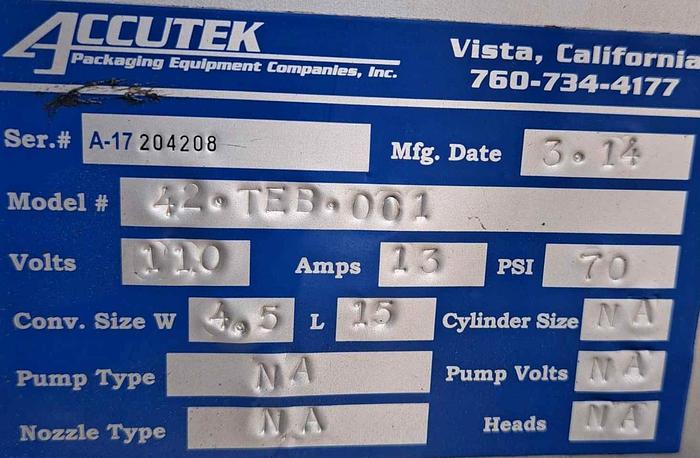 ACCUTEK
Packaging Equipment Companies, Inc.
Vista, California
760-734-4177
Ser.# A-17 204208 Mfg. Date 3.14
Model # 42.TEB.001
Volts 110 Amps 13 PSI 70
Conv. Size W 4.5 L 15 Cylinder Size NA
Pump Type NA Pump Volts NA
Nozzle Type NA Heads NA